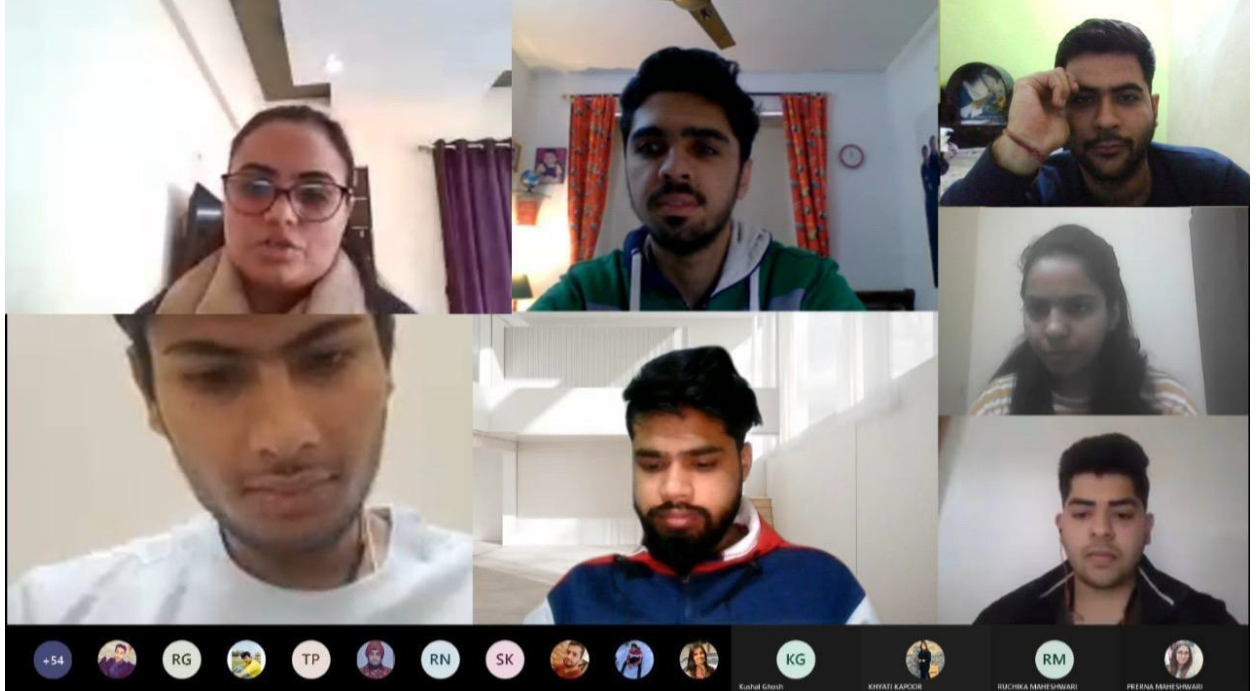 +54
RG
TP
RN
SK
KG
RM
Kushal Ghosh
KHYATI KAPOOR
RUCHIKA MAHESHWARI
PRERNA MAHESHWARI